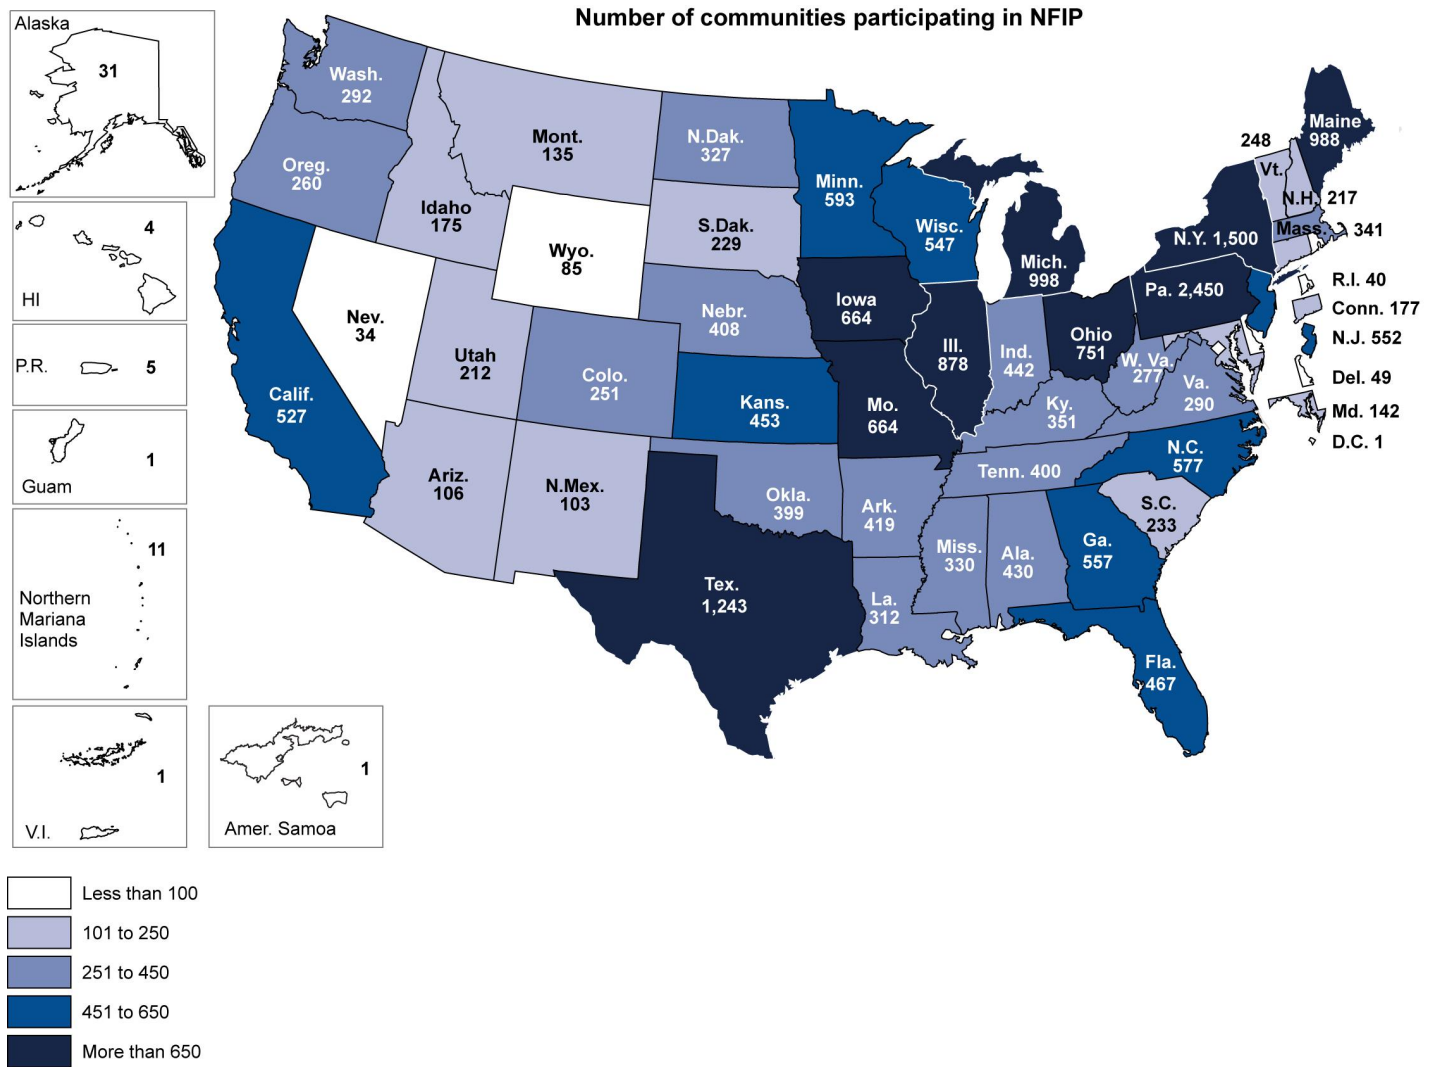 Number of communities participating in NFIP
Alaska
31
4
HI
P.R.
5
1
Guam
11
Northern
Mariana
Islands
1
V.I.
1
Amer. Samoa
Wash.
292
Oreg.
260
Calif.
527
Nev.
34
Idaho
175
Mont.
135
Wyo.
85
Utah
212
Colo.
251
Ariz.
106
N.Mex.
103
N.Dak.
327
S.Dak.
229
Nebr.
408
Kans.
453
Okla.
399
Tex.
1,243
Minn.
593
Iowa
664
Mo.
664
Ark.
419
La.
312
Wisc.
547
Ill.
878
Mich.
998
Ind.
442
Ohio
751
Ky.
351
Tenn. 400
Miss.
330
Ala.
430
Ga.
557
Fla.
467
S.C.
233
N.C.
577
Va.
290
W. Va.
277
Pa. 2,450
N.Y. 1,500
248
Vt.
Maine
988
N.H. 217
Mass. 341
R.I. 40
Conn. 177
N.J. 552
Del. 49
Md. 142
D.C. 1
Less than 100
101 to 250
251 to 450
451 to 650
More than 650